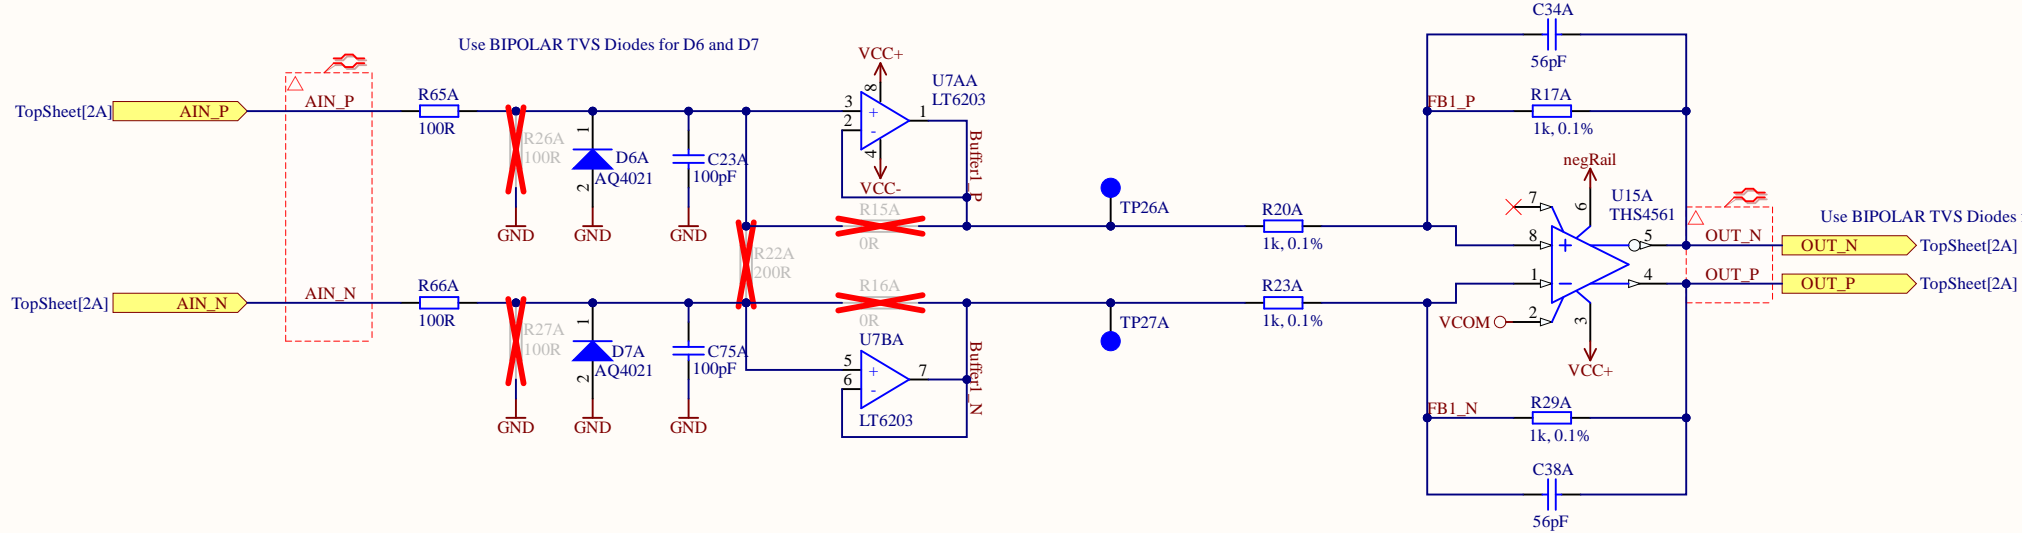 Use BIPOLAR TVS Diodes for D6 and D7
TopSheet[2A]
AIN_P
AIN_P
R65A
100R
R26A
100R
1
2
D6A
AQ4021
C23A
100pF
GND
GND
GND
VCC+
8
3
2
+
-
1
4
VCC-
U7AA
LT6203
Buffer1_P
R15A
0R
R22A
200R
TopSheet[2A]
AIN_N
AIN_N
R66A
100R
R27A
100R
1
2
D7A
AQ4021
C75A
100pF
GND
GND
GND
R16A
0R
U7BA
5
6
+
-
7
LT6203
Buffer1_N
TP26A
TP27A
R20A
1k, 0.1%
R23A
1k, 0.1%
C34A
56pF
FB1_P
R17A
1k, 0.1%
negRail
U15A
THS4561
7
6
8
5
1
4
2
3
VCOM
VCC+
FB1_N
R29A
1k, 0.1%
C38A
56pF
Use BIPOLAR TVS Diodes
OUT_N
OUT_N
TopSheet[2A]
OUT_P
OUT_P
TopSheet[2A]